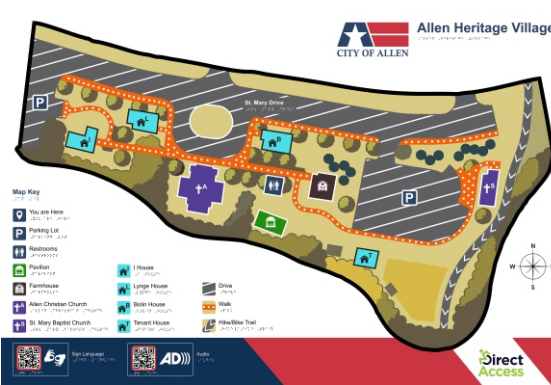 CITY OF ALLEN
Allen Heritage Village
St. Mary Drive
P
L
I
B
A
P
S
T
Map Key
You are Here
P Parking Lot
Restrooms
Pavilion
Farmhouse
A Allen Christian Church
S St. Mary Baptist Church
I I House
L Lynge House
B Bolin House
T Tenant House
Drive
Walk
Hike/Bike Trail
N
W E
S
Sign Language
AD
Audio
Direct
Access